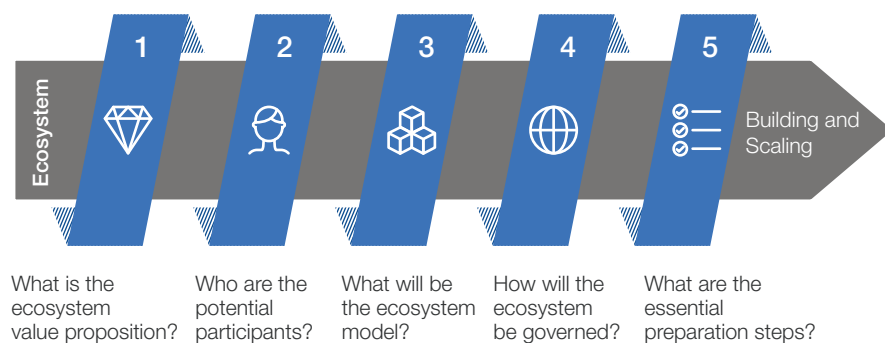 1
2
3
4
5
Ecosystem
Building and
Scaling
What is the
ecosystem
value proposition?
Who are the
potential
participants?
What will be
the ecosystem
model?
How will the
ecosystem
be governed?
What are the
essential
preparation steps?